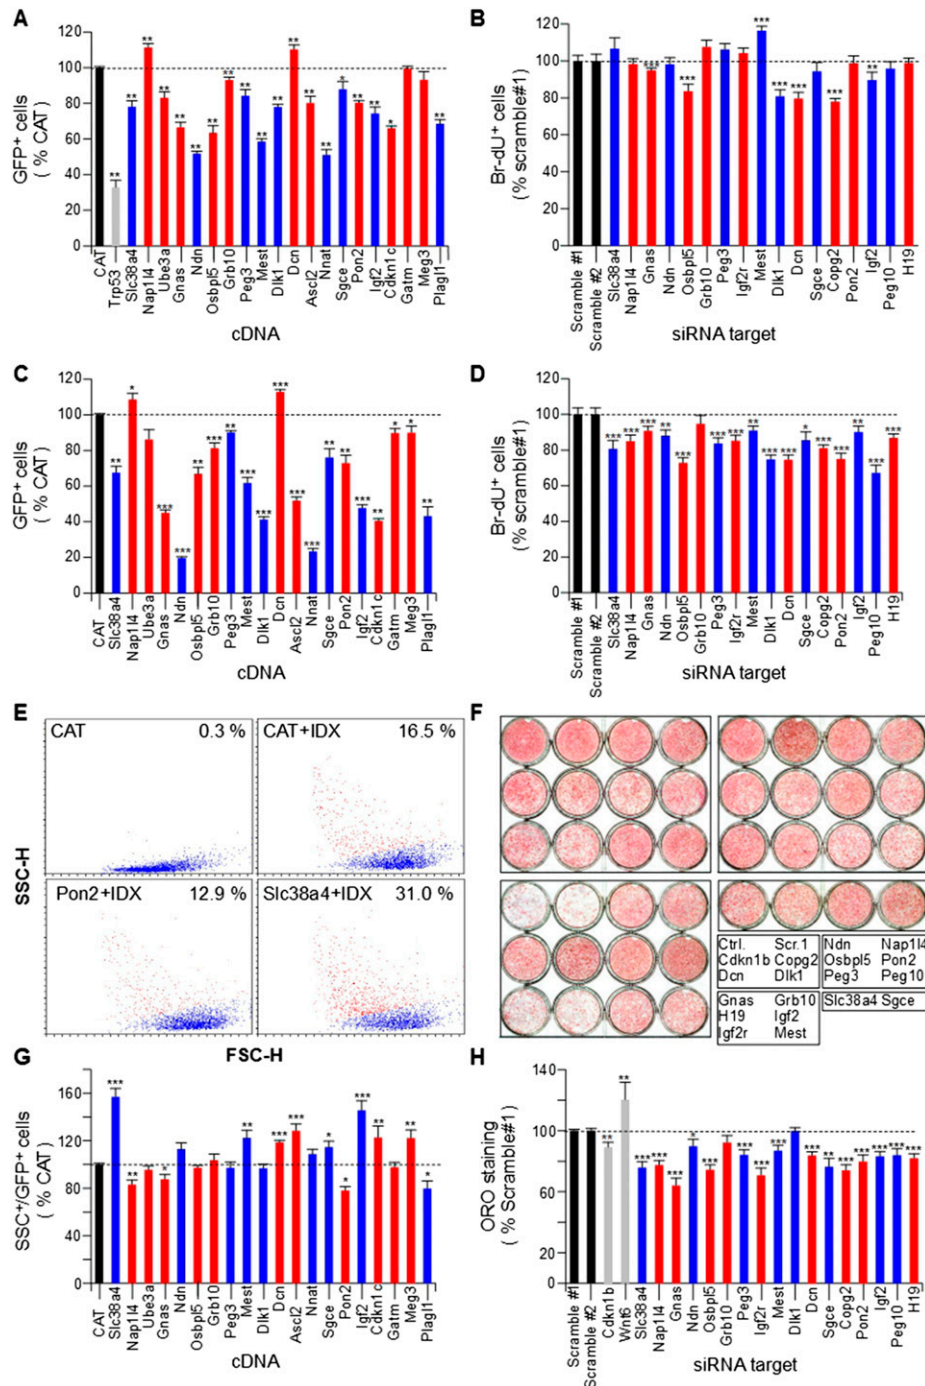 A
GFP+ cells
( % CAT)
120
100
80
60
40
20
0
** ** ** ** ** ** ** ** ** ** ** ** ** ** ** * ** ** * **
CAT
Trp53
Slc38a4
Nap1l4
Ube3a
Gnas
Ndn
Osbpl5
Grb10
Peg3
Mest
Dlk1
Dcn
Ascl2
Nnat
Sgce
Pon2
Igf2
Cdkn1c
Gatm
Meg3
Plagl1
cDNA
B
Br-dU+ cells
(% scramble#1)
120
100
80
60
40
20
0
*** *** *** *** *** *** **
Scramble #1
Scramble #2
Slc38a4
Nap1l4
Gnas
Ndn
Osbpl5
Grb10
Peg3
Igf2r
Mest
Dlk1
Dcn
Sgce
Copg2
Pon2
Igf2
Peg10
H19
siRNA target
C
GFP+ cells
( % CAT)
120
100
80
60
40
20
0
** * *** *** ** *** ** *** *** *** *** *** ** ** *** ** * * **
CAT
Slc38a4
Nap1l4
Ube3a
Gnas
Ndn
Osbpl5
Grb10
Peg3
Mest
Dlk1
Dcn
Ascl2
Nnat
Sgce
Pon2
Igf2
Cdkn1c
Gatm
Meg3
Plagl1
cDNA
D
Br-dU+ cells
(% scramble#1)
120
100
80
60
40
20
0
*** *** *** ** *** *** *** ** *** *** * *** *** ** *** ***
Scramble #1
Scramble #2
Slc38a4
Nap1l4
Gnas
Ndn
Osbpl5
Grb10
Peg3
Igf2r
Mest
Dlk1
Dcn
Sgce
Copg2
Pon2
Igf2
Peg10
H19
siRNA target
E
SSC-H
CAT 0.3 %
CAT+IDX 16.5 %
Pon2+IDX 12.9 %
Slc38a4+IDX 31.0 %
FSC-H
F
Ctrl. Scr.1
Cdkn1b Copg2
Dcn Dlk1
Ndn Nap1l4
Osbpl5 Pon2
Peg3 Peg10
Gnas Grb10
H19 Igf2
Igf2r Mest
Slc38a4 Sgce
G
SSC+/GFP+ cells
( % CAT)
160
120
100
80
40
0
*** ** * ** *** *** * * *** ** ** *
CAT
Slc38a4
Nap1l4
Ube3a
Gnas
Ndn
Osbpl5
Grb10
Peg3
Mest
Dlk1
Dcn
Ascl2
Nnat
Sgce
Pon2
Igf2
Cdkn1c
Gatm
Meg3
Plagl1
cDNA
H
ORO staining
( % Scramble#1)
140
100
80
60
40
20
0
** ** *** *** *** * *** *** *** *** *** ** *** *** *** *** ***
Scramble #1
Scramble #2
Cdkn1b
Wnt6
Slc38a4
Nap1l4
Gnas
Ndn
Osbpl5
Grb10
Peg3
Igf2r
Mest
Dlk1
Dcn
Sgce
Copg2
Pon2
Igf2
Peg10
H19
siRNA target